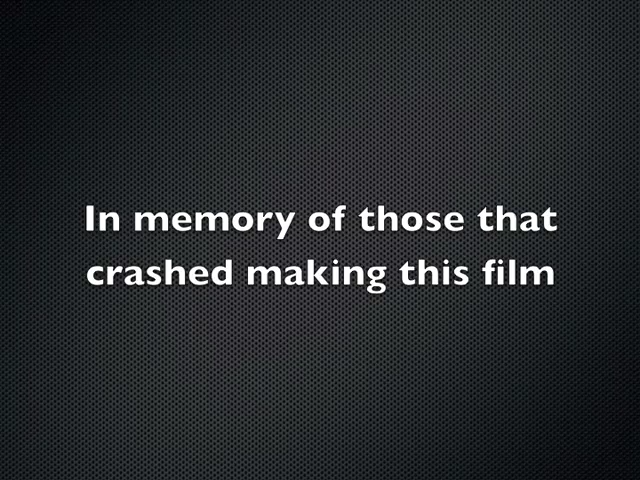 In memory of those that
crashed making this film